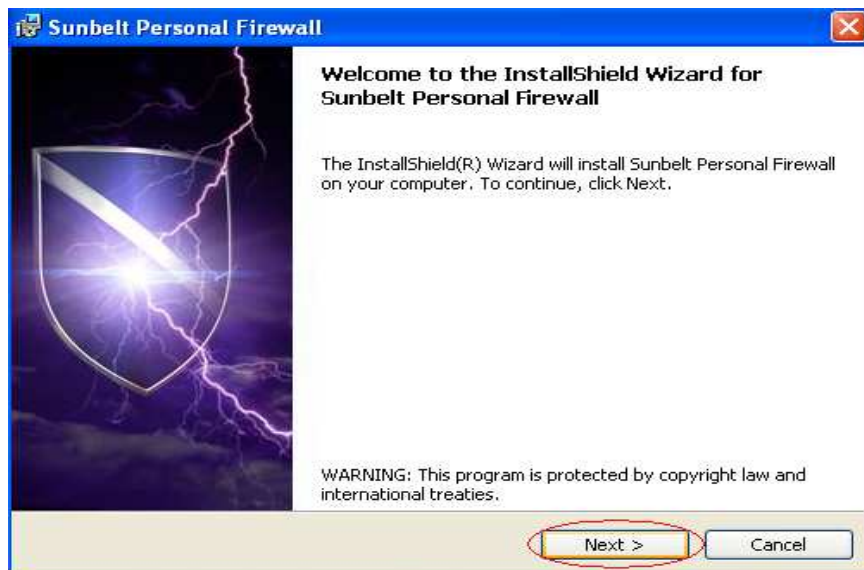 Sunbelt Personal Firewall
Welcome to the InstallShield Wizard for
Sunbelt Personal Firewall
The InstallShield(R) Wizard will install Sunbelt Personal Firewall
on your computer. To continue, click Next.
WARNING: This program is protected by copyright law and
international treaties.
Next >
Cancel